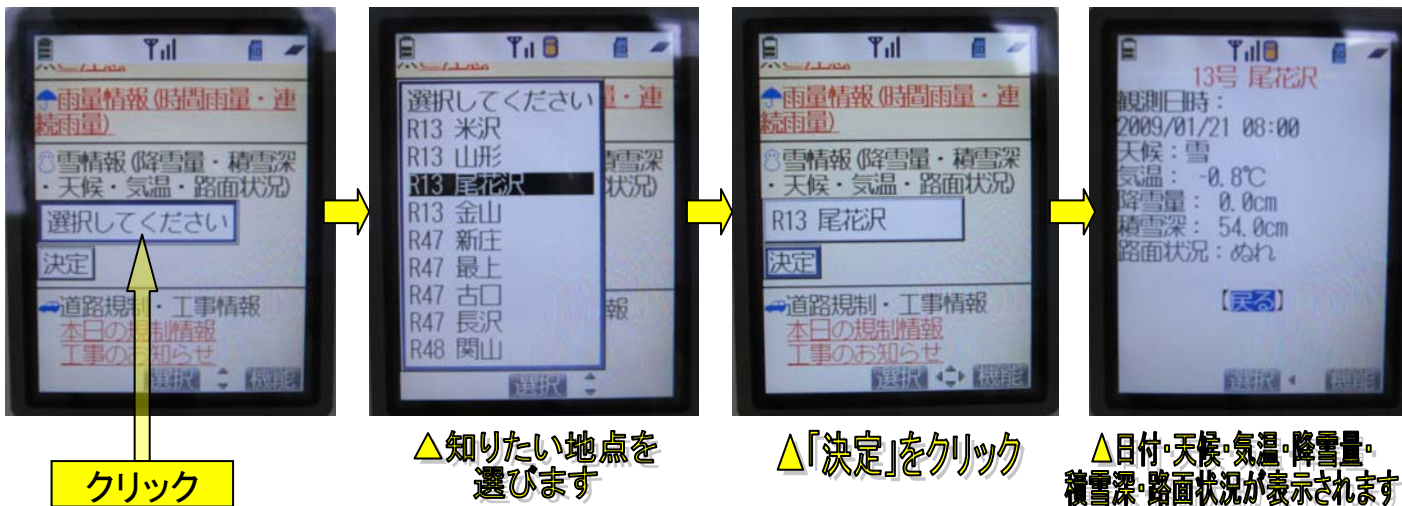 雨量情報(時間雨量・連
続雨量)
雪情報(降雪量・積雪深
・天候・気温・路面状況)
選択してください
決定
道路規制・工事情報
本日の規制情報
工事のお知らせ
選択 機能
クリック
選択してください
R13 米沢
R13 山形
R13 尾花沢
R13 金山
R47 新庄
R47 最上
R47 古口
R47 長沢
R48 関山
量・連
積雪深
状況)
報
選択
△知りたい地点を
選びます
雨量情報(時間雨量・連
続雨量)
雪情報(降雪量・積雪深
・天候・気温・路面状況)
R13 尾花沢
決定
道路規制・工事情報
本日の規制情報
工事のお知らせ
選択 機能
△「決定」をクリック
13号 尾花沢
観測日時:
2009/01/21 08:00
天候:雪
気温: -0.8℃
降雪量: 0.0cm
積雪深: 54.0cm
路面状況:ぬれ
【戻る】
選択 機能
△日付・天候・気温・降雪量・
積雪深・路面状況が表示されます